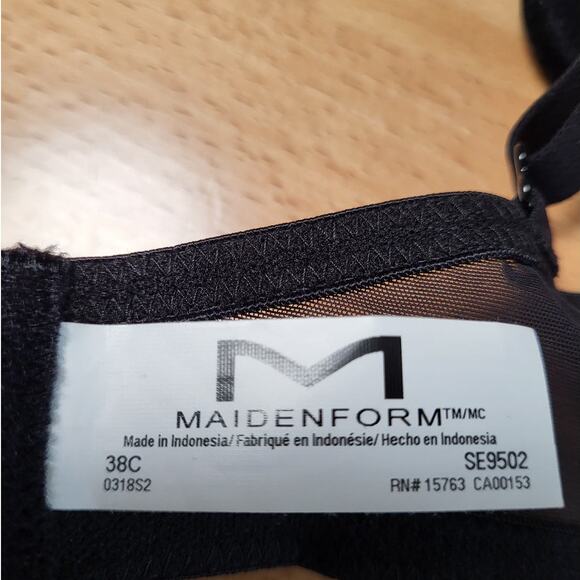 M
MAIDENFORM™/MC
Made in Indonesia/ Fabriqué en Indonésie/ Hecho en Indonesia
38C SE9502
0318S2 RN# 15763 CA00153